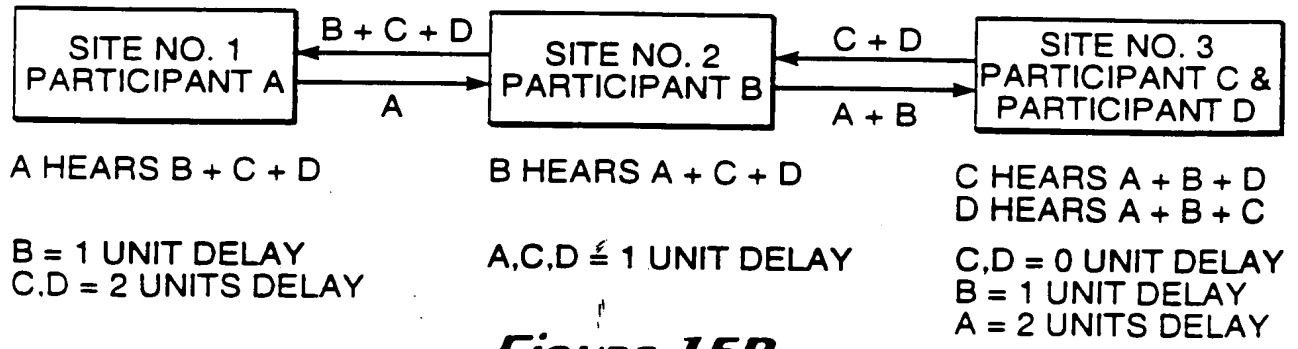 SITE NO. 1
PARTICIPANT A
B + C + D
A
SITE NO. 2
PARTICIPANT B
C + D
A + B
SITE NO. 3
PARTICIPANT C &
PARTICIPANT D
A HEARS B + C + D
B HEARS A + C + D
C HEARS A + B + D
D HEARS A + B + C
B = 1 UNIT DELAY
C,D = 2 UNITS DELAY
A,C,D = 1 UNIT DELAY
C,D = 0 UNIT DELAY
B = 1 UNIT DELAY
A = 2 UNITS DELAY